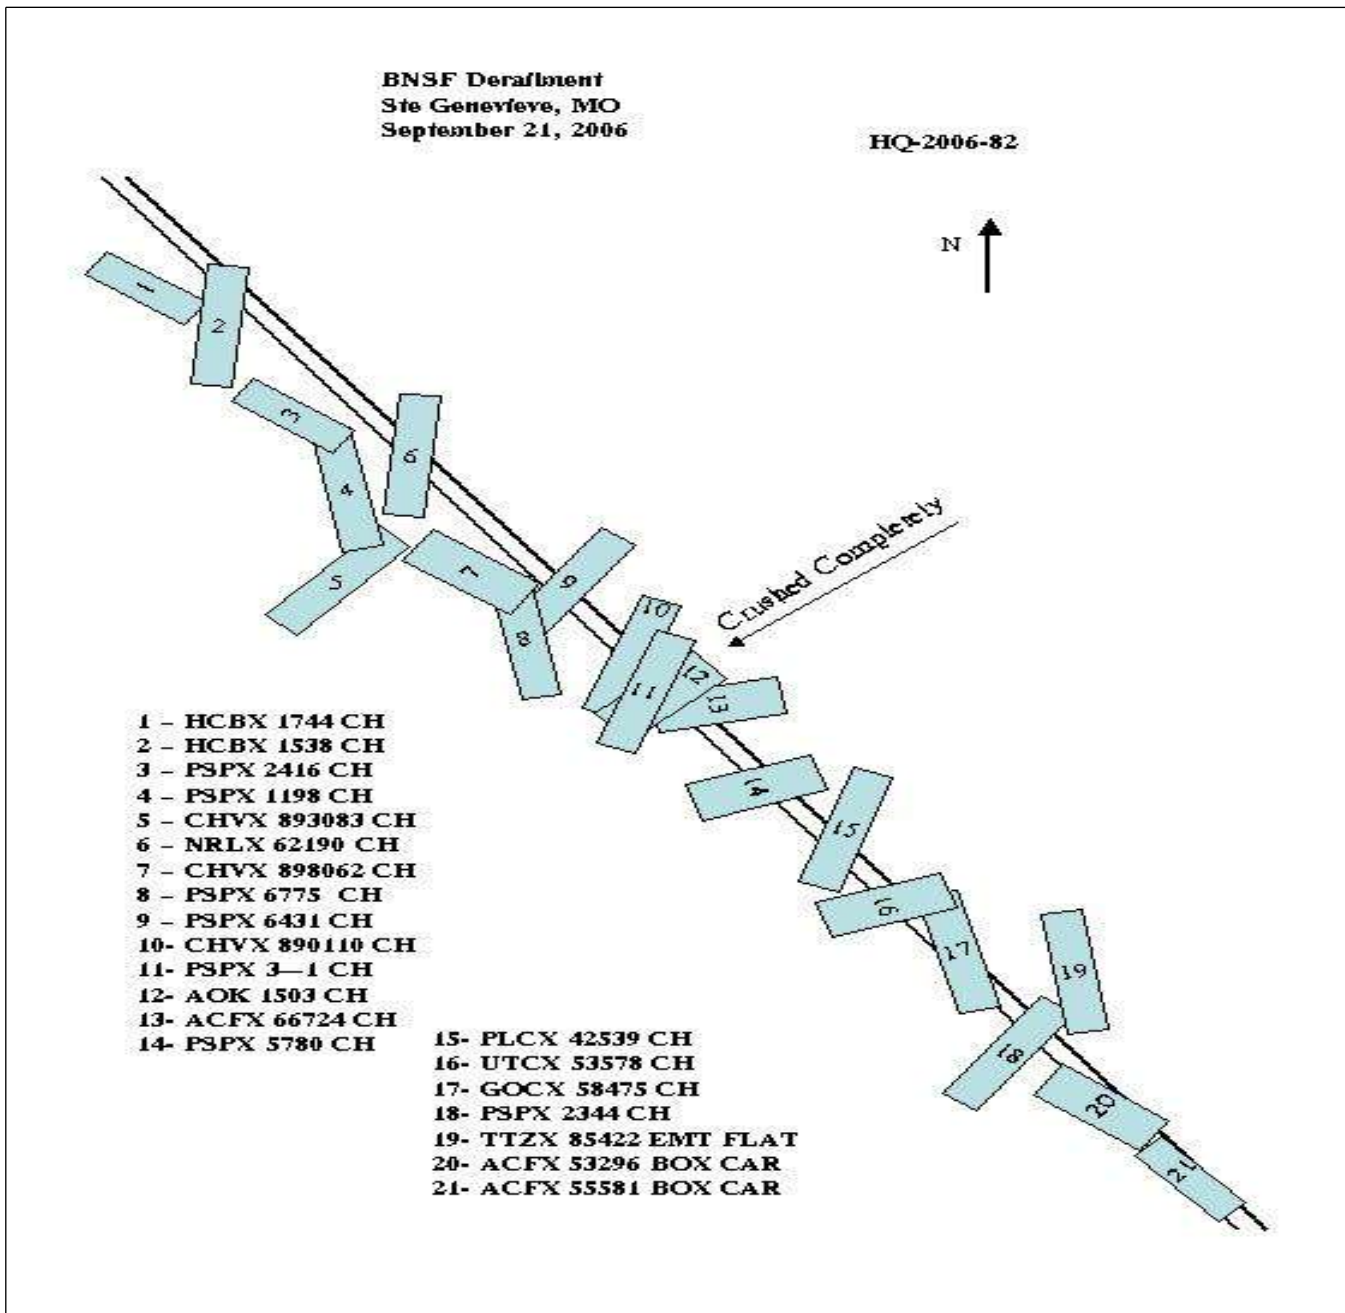 BNSF Derailment
Ste Genevieve, MO
September 21, 2006
HQ-2006-82
N
1
2
3
4
5
6
7
8
9
10
11
12
13
14
15
16
17
18
19
20
21
Crushed Completely
1 – HCBX 1744 CH
2 – HCBX 1538 CH
3 – PSPX 2416 CH
4 – PSPX 1198 CH
5 – CHVX 893083 CH
6 – NRLX 62190 CH
7 – CHVX 898062 CH
8 – PSPX 6775 CH
9 – PSPX 6431 CH
10- CHVX 890110 CH
11- PSPX 3—1 CH
12- AOK 1503 CH
13- ACFX 66724 CH
14- PSPX 5780 CH
15- PLCX 42539 CH
16- UTCX 53578 CH
17- GOCX 58475 CH
18- PSPX 2344 CH
19- TTZX 85422 EMT FLAT
20- ACFX 53296 BOX CAR
21- ACFX 55581 BOX CAR